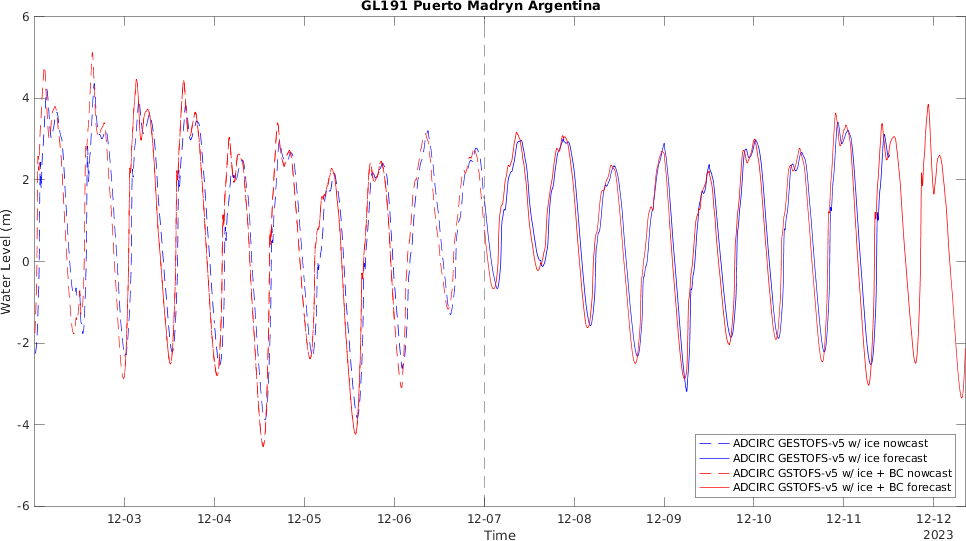 GL191 Puerto Madryn Argentina
6
4
2
0
-2
-4
-6
Water Level (m)
12-03
12-04
12-05
12-06
12-07
12-08
12-09
12-10
12-11
12-12
2023
Time
ADCIRC GESTOFS-v5 w/ ice nowcast
ADCIRC GESTOFS-v5 w/ ice forecast
ADCIRC GSTOFS-v5 w/ ice + BC nowcast
ADCIRC GSTOFS-v5 w/ ice + BC forecast